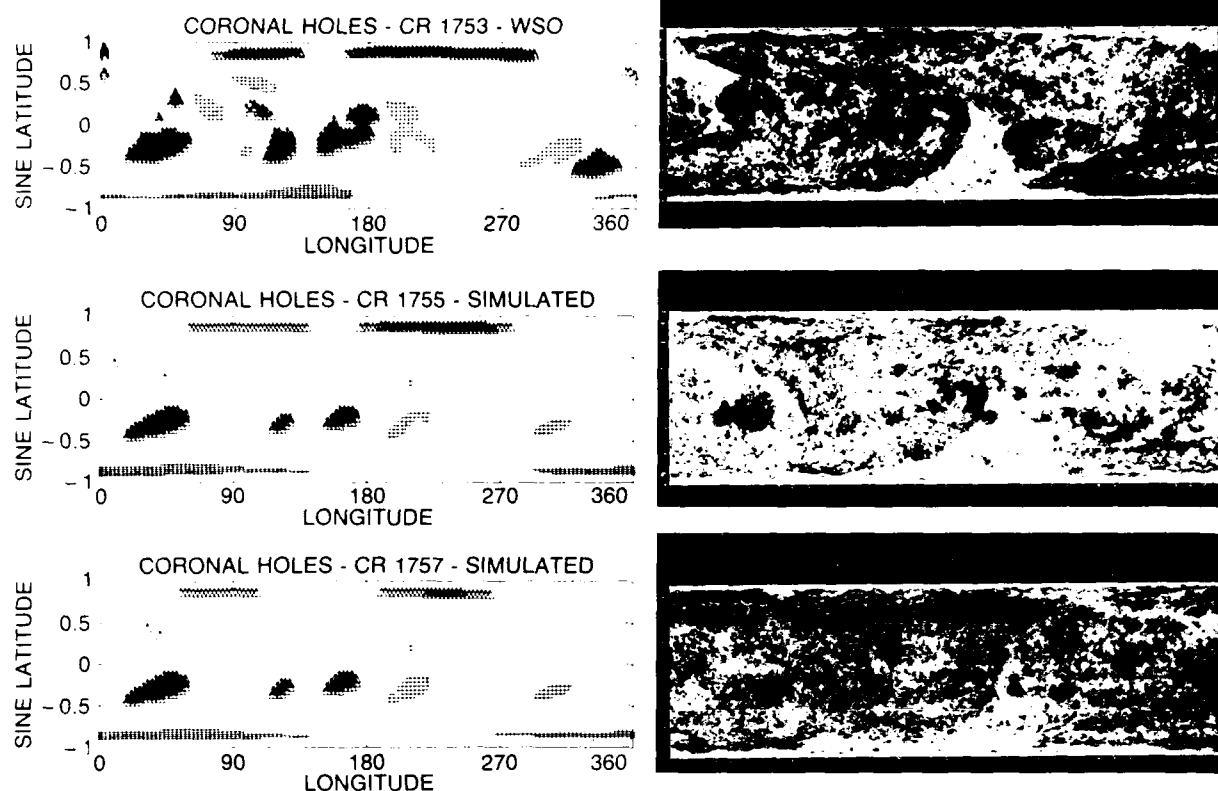 CORONAL HOLES - CR 1753 - WSO
1
0.5
0
- 0.5
- 1
SINE LATITUDE
0 90 180 270 360
LONGITUDE
CORONAL HOLES - CR 1755 - SIMULATED
1
0.5
0
- 0.5
- 1
SINE LATITUDE
0 90 180 270 360
LONGITUDE
CORONAL HOLES - CR 1757 - SIMULATED
1
0.5
0
- 0.5
- 1
SINE LATITUDE
0 90 180 270 360
LONGITUDE